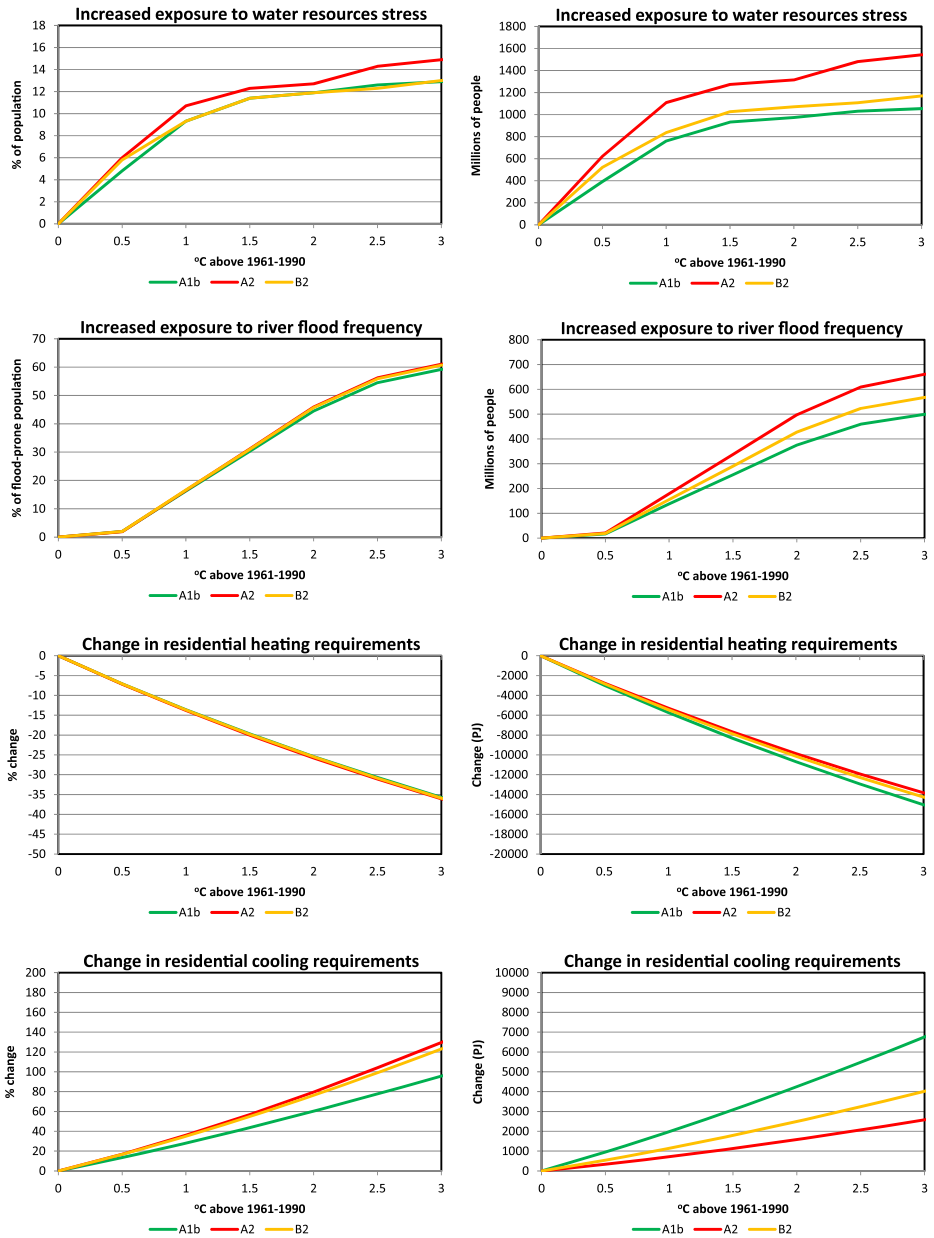 Increased exposure to water resources stress
% of population
18
16
14
12
10
8
6
4
2
0
0 0.5 1 1.5 2 2.5 3
°C above 1961-1990
A1b A2 B2
Increased exposure to water resources stress
Millions of people
1800
1600
1400
1200
1000
800
600
400
200
0
0 0.5 1 1.5 2 2.5 3
°C above 1961-1990
A1b A2 B2
Increased exposure to river flood frequency
% of flood-prone population
70
60
50
40
30
20
10
0
0 0.5 1 1.5 2 2.5 3
°C above 1961-1990
A1b A2 B2
Increased exposure to river flood frequency
Millions of people
800
700
600
500
400
300
200
100
0
0 0.5 1 1.5 2 2.5 3
°C above 1961-1990
A1b A2 B2
Change in residential heating requirements
% change
0
-5
-10
-15
-20
-25
-30
-35
-40
-45
-50
0 0.5 1 1.5 2 2.5 3
°C above 1961-1990
A1b A2 B2
Change in residential heating requirements
Change (PJ)
0
-2000
-4000
-6000
-8000
-10000
-12000
-14000
-16000
-18000
-20000
0 0.5 1 1.5 2 2.5 3
°C above 1961-1990
A1b A2 B2
Change in residential cooling requirements
% change
200
180
160
140
120
100
80
60
40
20
0
0 0.5 1 1.5 2 2.5 3
°C above 1961-1990
A1b A2 B2
Change in residential cooling requirements
Change (PJ)
10000
9000
8000
7000
6000
5000
4000
3000
2000
1000
0
0 0.5 1 1.5 2 2.5 3
°C above 1961-1990
A1b A2 B2